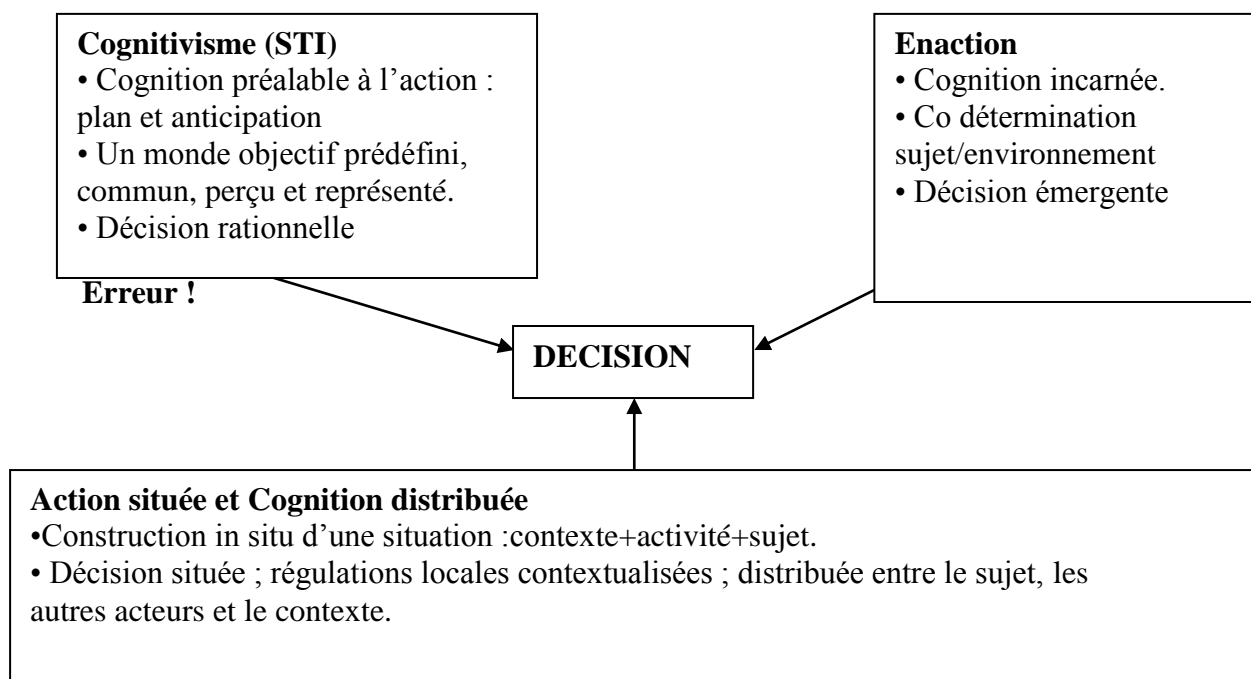 Cognitivisme (STI)
• Cognition préalable à l’action :
plan et anticipation
• Un monde objectif prédéfini,
commun, perçu et représenté.
• Décision rationnelle
Enaction
• Cognition incarnée.
• Co détermination
sujet/environnement
• Décision émergente
Erreur !
DECISION
Action située et Cognition distribuée
•Construction in situ d’une situation :contexte+activité+sujet.
• Décision située ; régulations locales contextualisées ; distribuée entre le sujet, les
autres acteurs et le contexte.